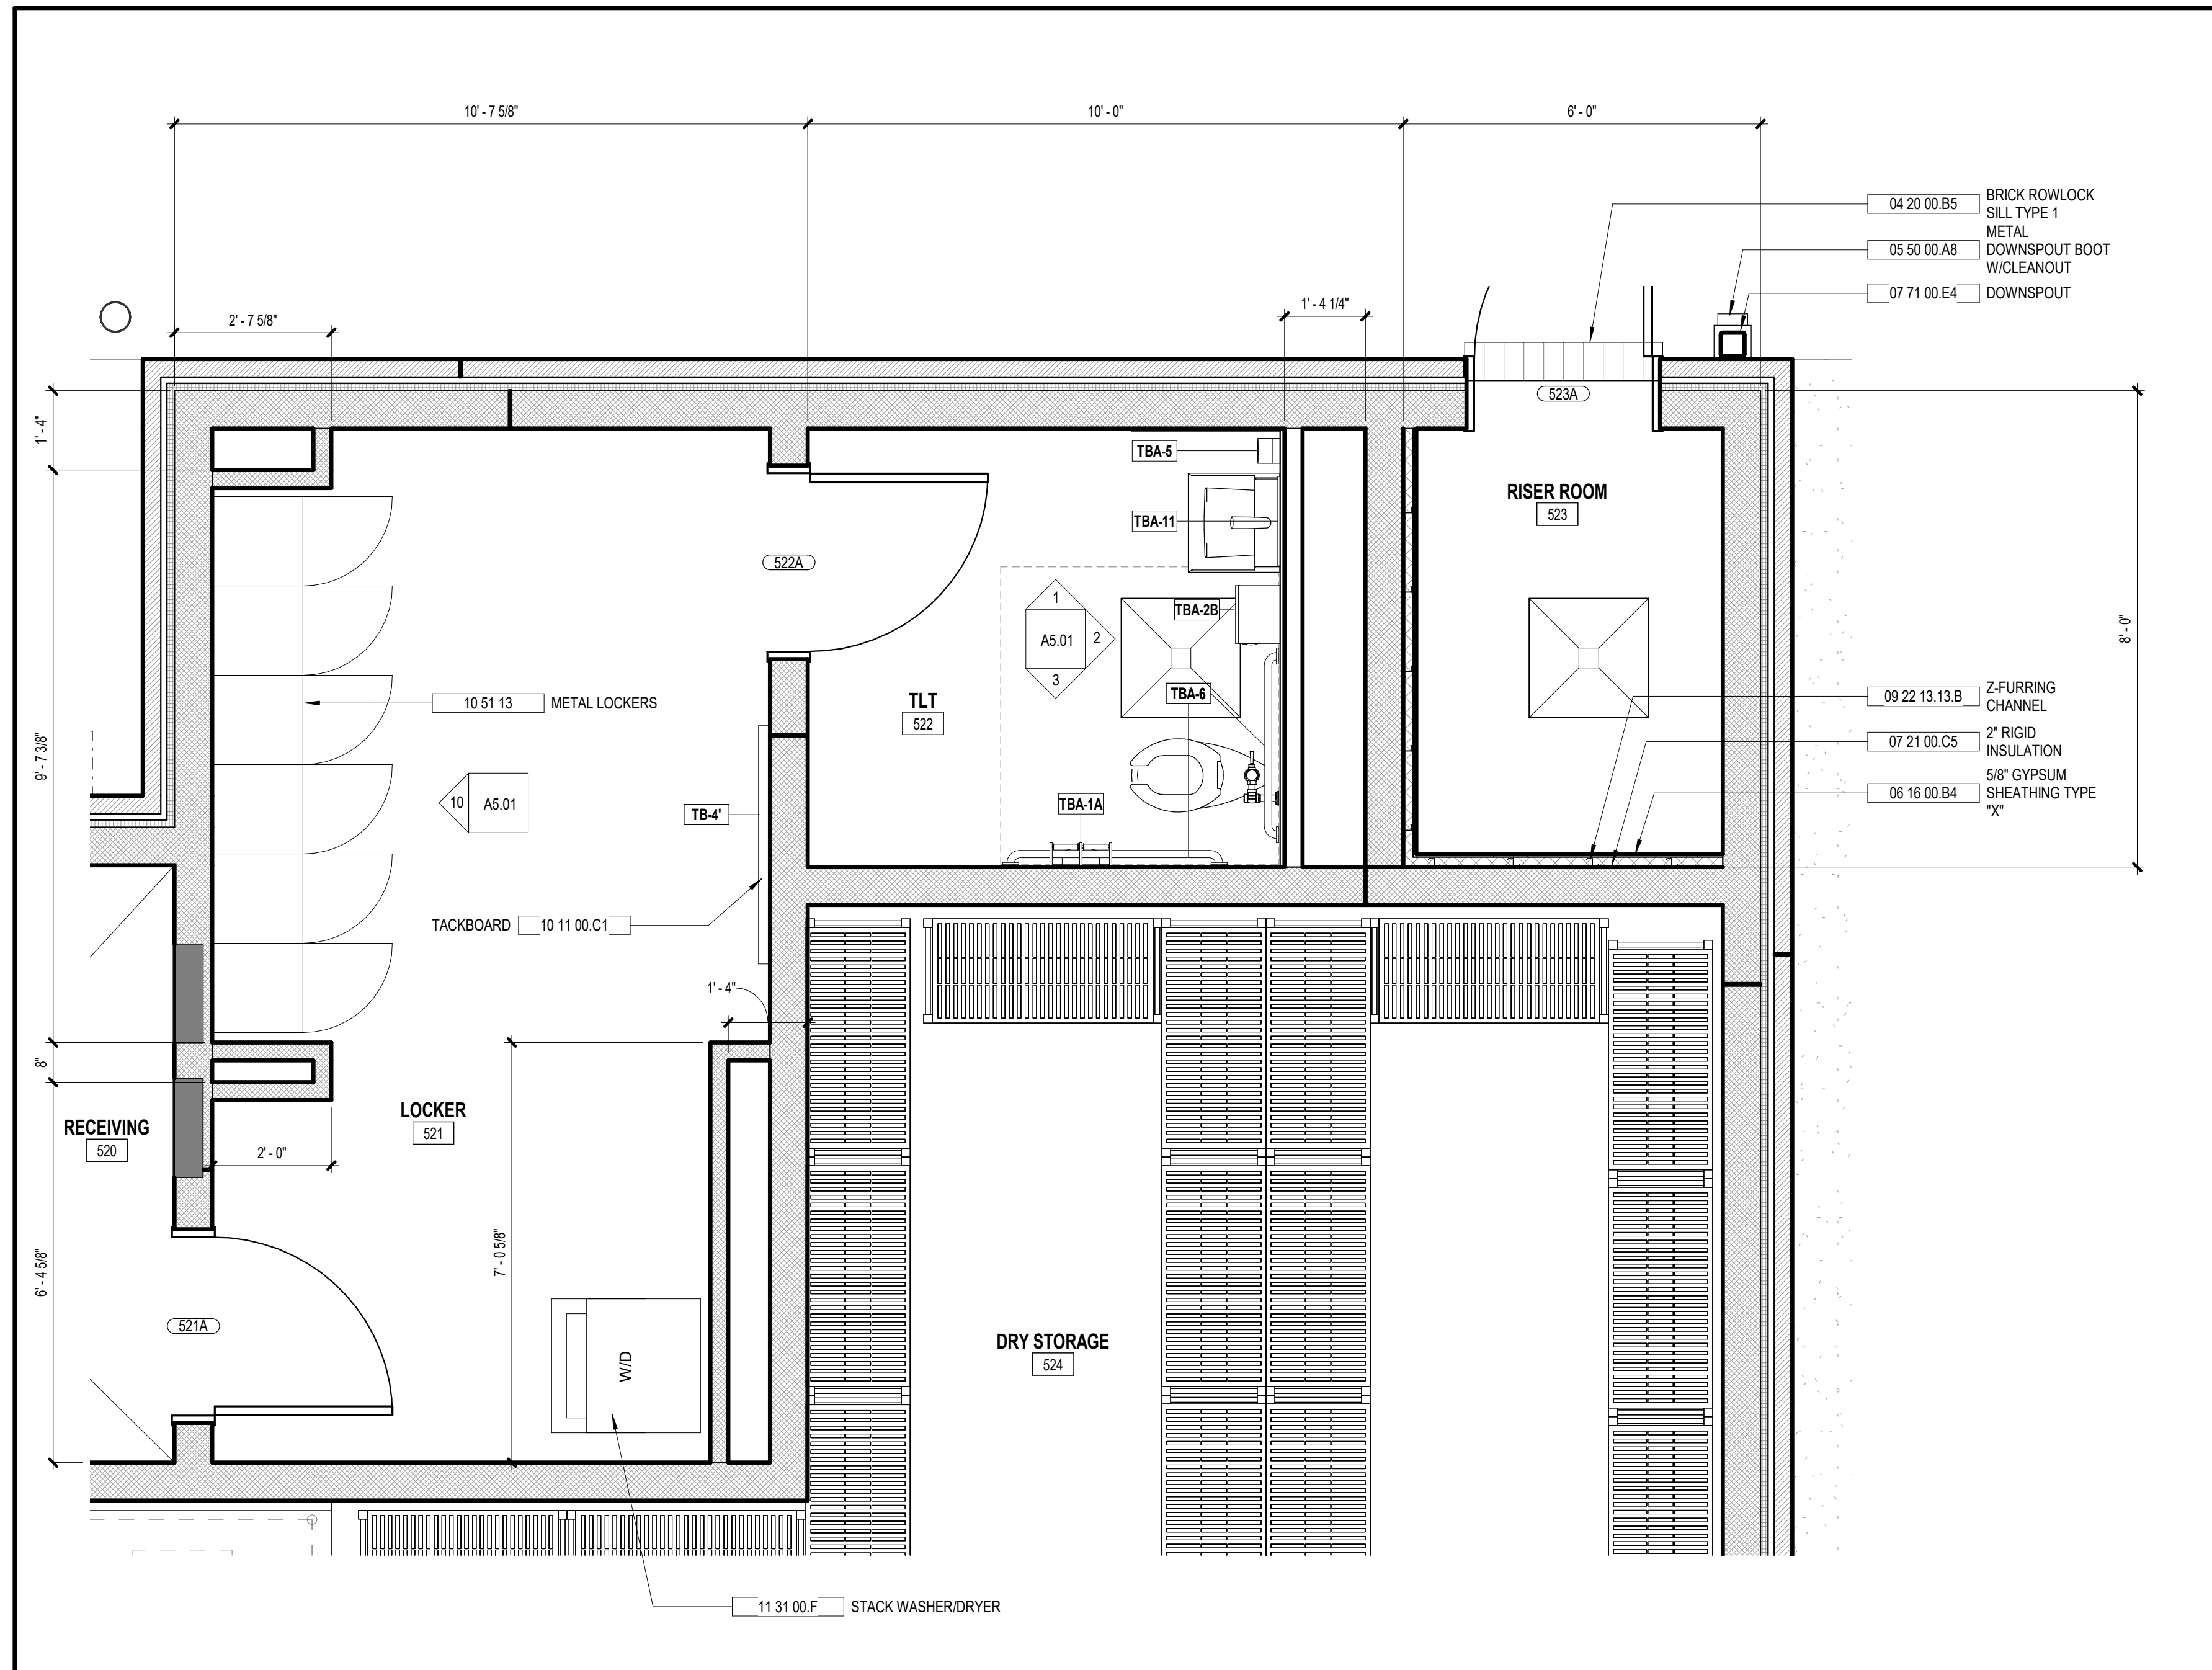 10' - 7 5/8"
10' - 0"
6' - 0"
04 20 00.B5
BRICK ROWLOCK
SILL TYPE 1
05 50 00.A8
METAL
DOWNSPOUT BOOT
W/CLEANOUT
07 71 00.E4
DOWNSPOUT
2' - 7 5/8"
1' - 4 1/4"
1' - 4"
523A
TBA-5
RISER ROOM
523
TBA-11
522A
TBA-2B
1
A5.01
2
3
8' - 0"
TBA-6
10 51 13
METAL LOCKERS
TLT
522
09 22 13.13.B
Z-FURRING
CHANNEL
07 21 00.C5
2" RIGID
INSULATION
06 16 00.B4
5/8" GYPSUM
SHEATHING TYPE
"X"
9' - 7 3/8"
10
A5.01
TB-4'
TBA-1A
TACKBOARD
10 11 00.C1
1' - 4"
8"
LOCKER
521
RECEIVING
520
2' - 0"
7' - 0 5/8"
6' - 4 5/8"
521A
W/D
DRY STORAGE
524
11 31 00.F
STACK WASHER/DRYER